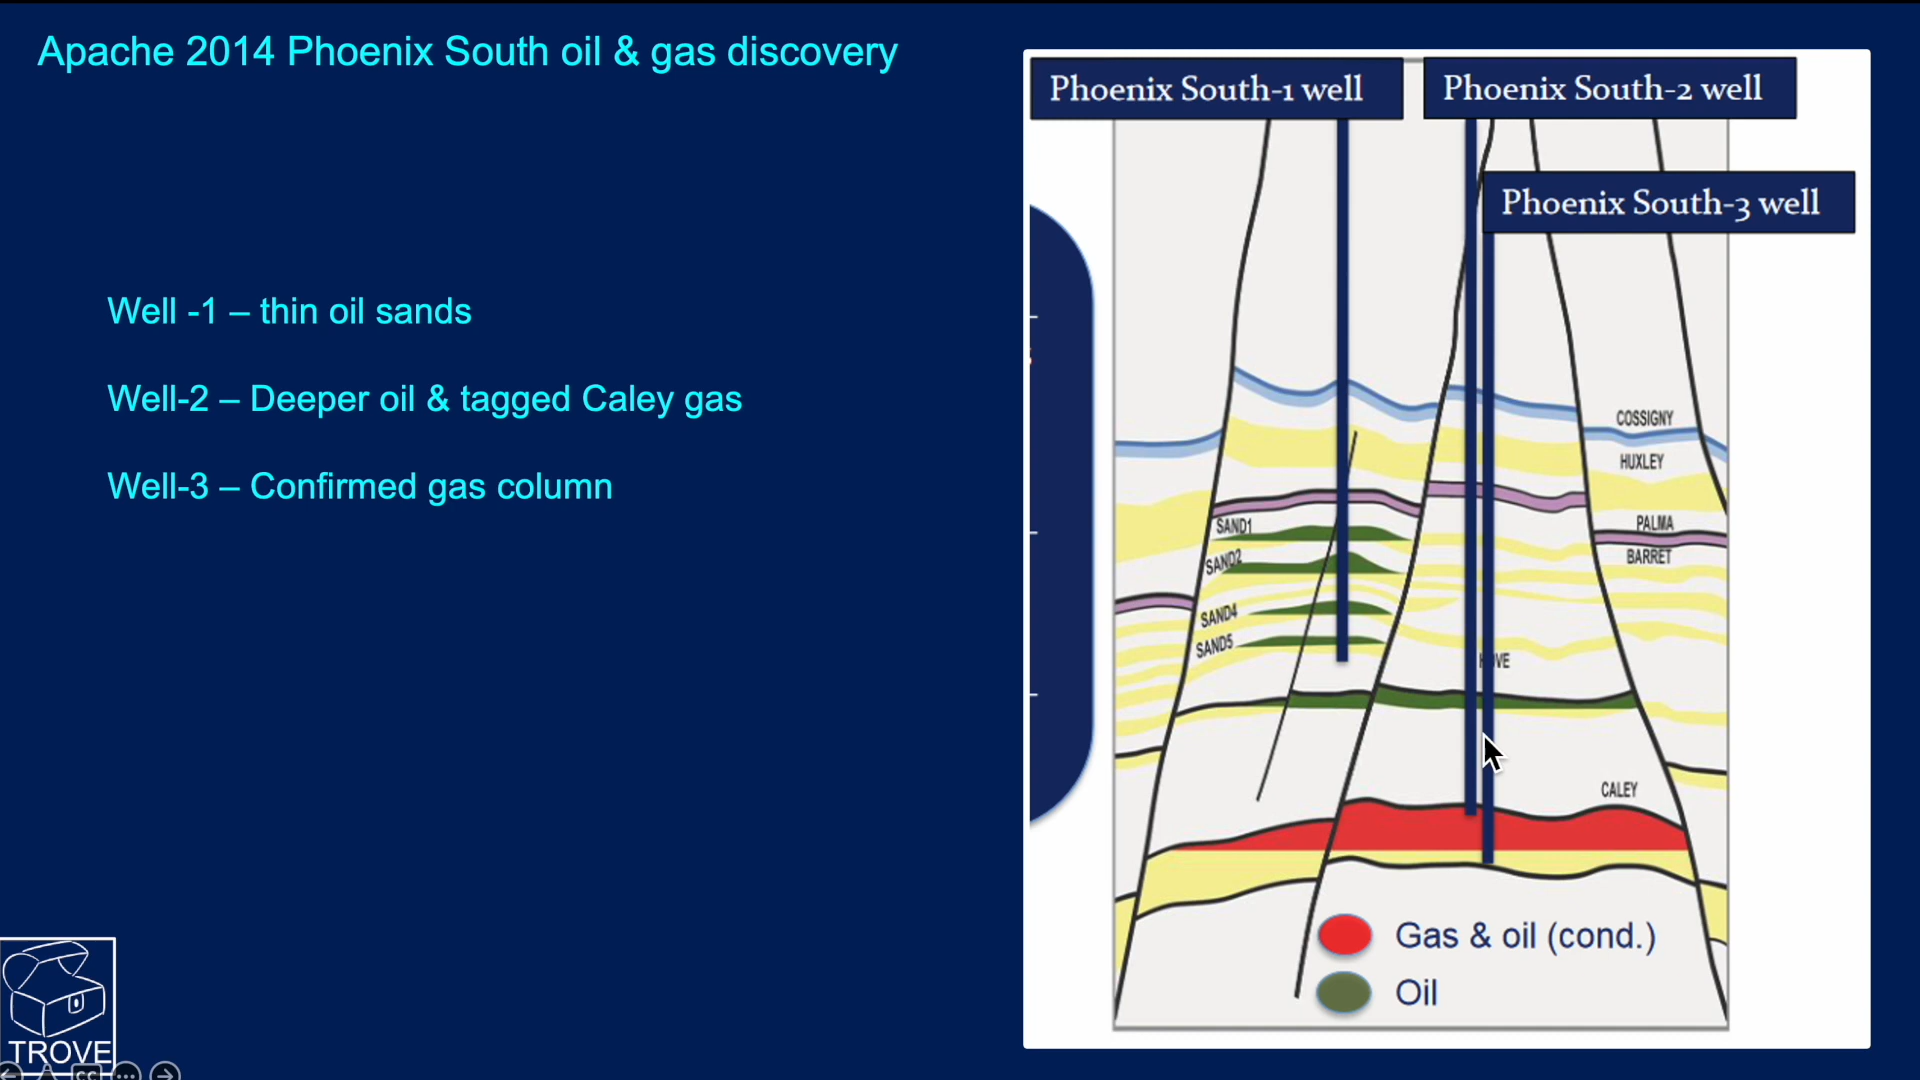 Apache 2014 Phoenix South oil & gas discovery
Well -1 – thin oil sands
Well-2 – Deeper oil & tagged Caley gas
Well-3 – Confirmed gas column
Phoenix South-1 well
Phoenix South-2 well
Phoenix South-3 well
COSSIGNY
HUXLEY
PALMA
BARRET
SAND1
SAND2
SAND4
SAND5
CALEY
Gas & oil (cond.)
Oil
TROVE
CC